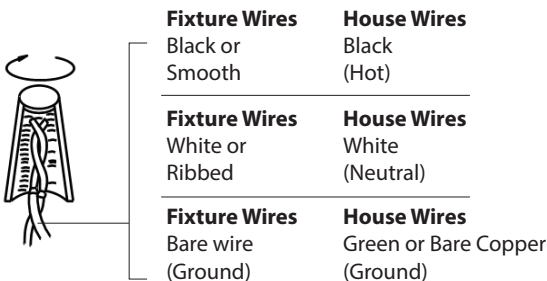 Fixture Wires House Wires
Black or Black
Smooth (Hot)
Fixture Wires House Wires
White or White
Ribbed (Neutral)
Fixture Wires House Wires
Bare wire Green or Bare Copper
(Ground) (Ground)